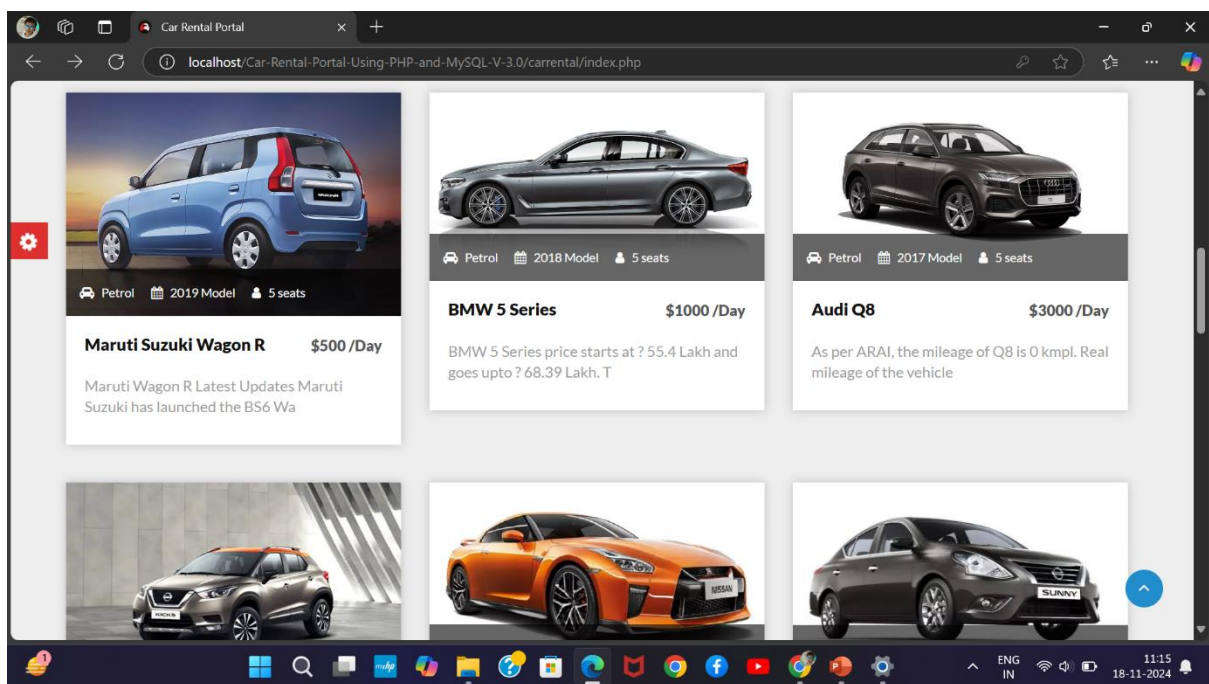 Car Rental Portal
localhost/Car-Rental-Portal-Using-PHP-and-MySQL-V-3.0/carrental/index.php
Petrol 2019 Model 5 seats
Maruti Suzuki Wagon R $500 /Day
Maruti Wagon R Latest Updates Maruti
Suzuki has launched the BS6 Wa
Petrol 2018 Model 5 seats
BMW 5 Series $1000 /Day
BMW 5 Series price starts at ? 55.4 Lakh and
goes upto ? 68.39 Lakh. T
Petrol 2017 Model 5 seats
Audi Q8 $3000 /Day
As per ARAI, the mileage of Q8 is 0 kmpl. Real
mileage of the vehicle
KICKS
NISSAN
SUNNY
1
myhp
ENG
IN
11:15
18-11-2024